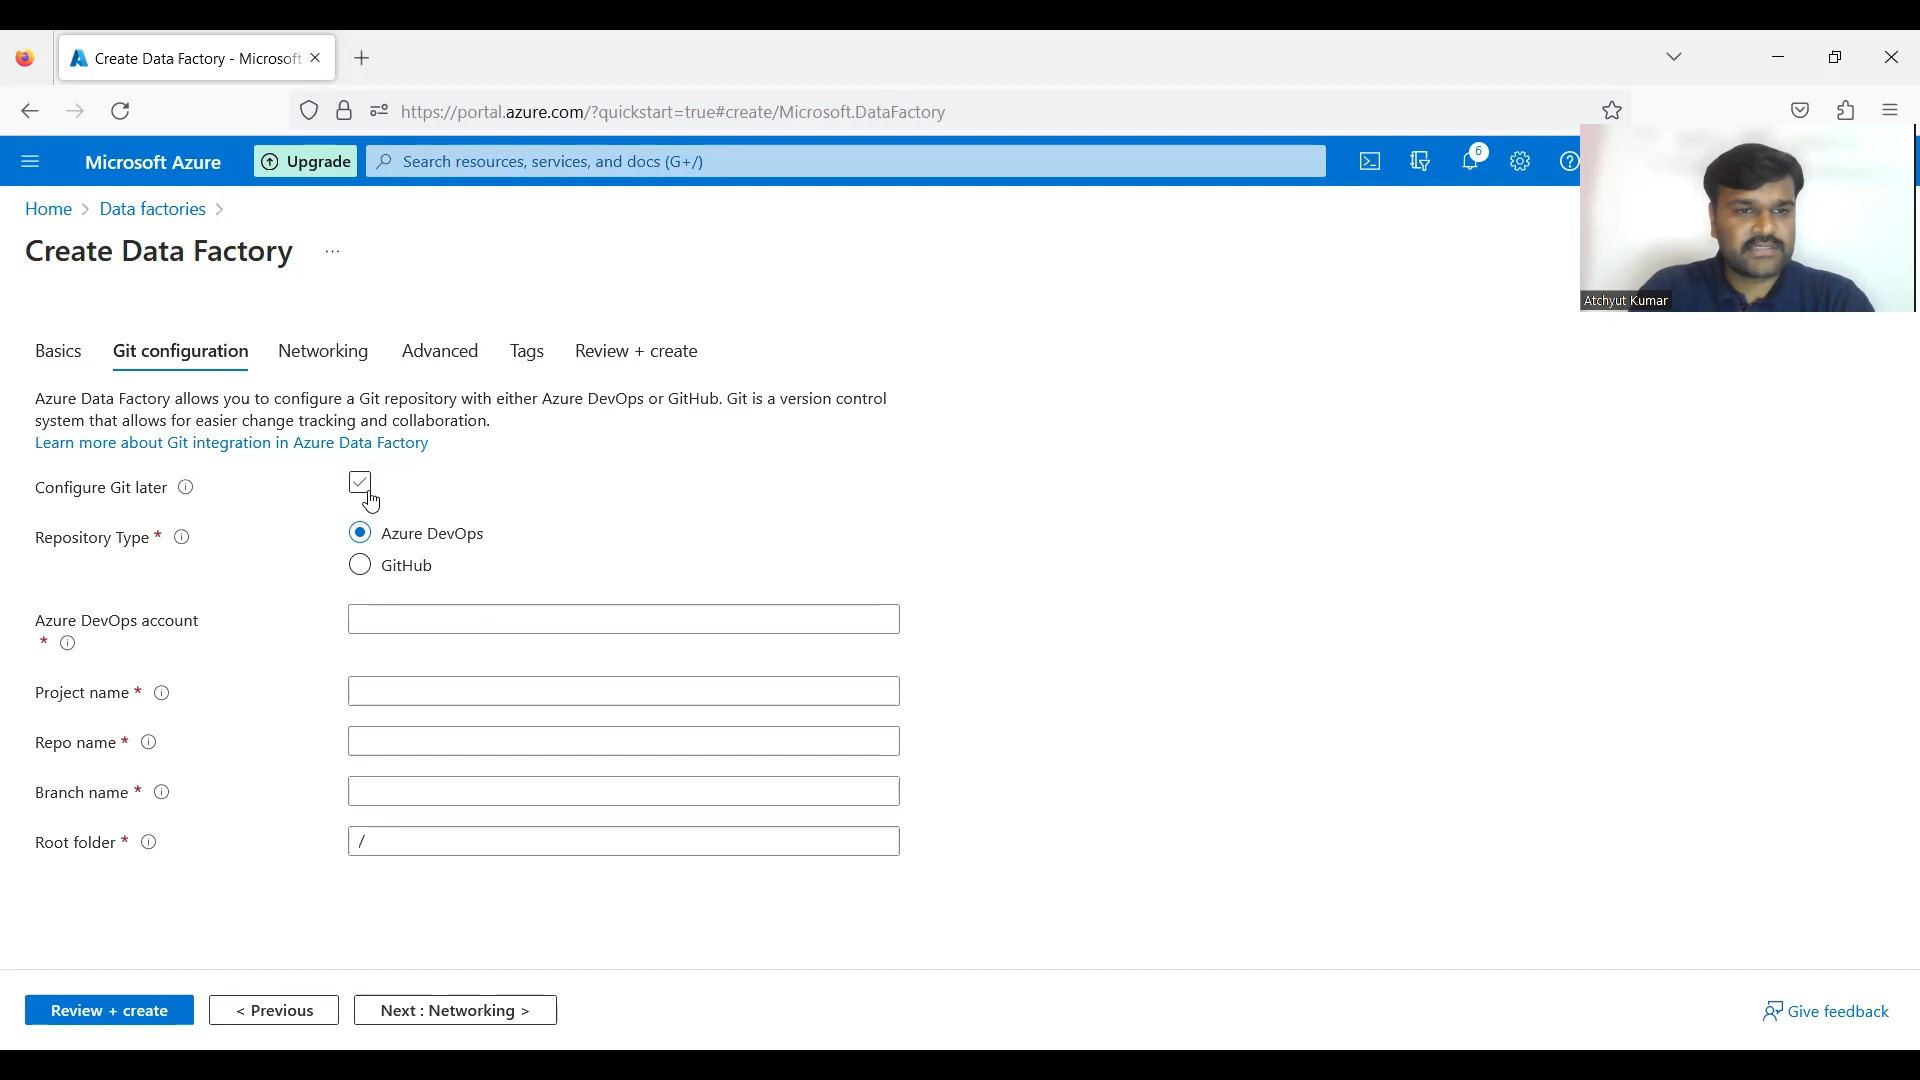 Create Data Factory - Microsoft
https://portal.azure.com/?quickstart=true#create/Microsoft.DataFactory
Microsoft Azure
Upgrade
Search resources, services, and docs (G+/)
6
Home > Data factories >
Create Data Factory ...
Atchyut Kumar
Basics Git configuration Networking Advanced Tags Review + create
Azure Data Factory allows you to configure a Git repository with either Azure DevOps or GitHub. Git is a version control
system that allows for easier change tracking and collaboration.
Learn more about Git integration in Azure Data Factory
Configure Git later
Repository Type *
Azure DevOps
GitHub
Azure DevOps account
*
Project name *
Repo name *
Branch name *
Root folder *
/
Review + create
< Previous
Next : Networking >
Give feedback